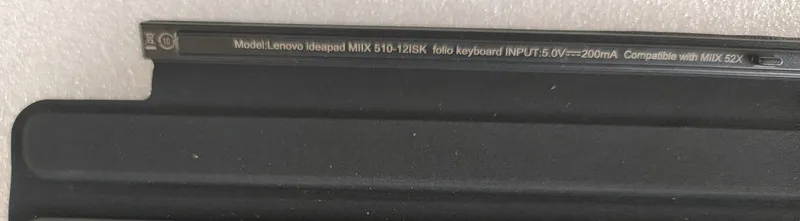 Model:Lenovo ideapad MIIX 510-12ISK folio keyboard INPUT:5.0V⎓200mA Compatible with MIIX 52X